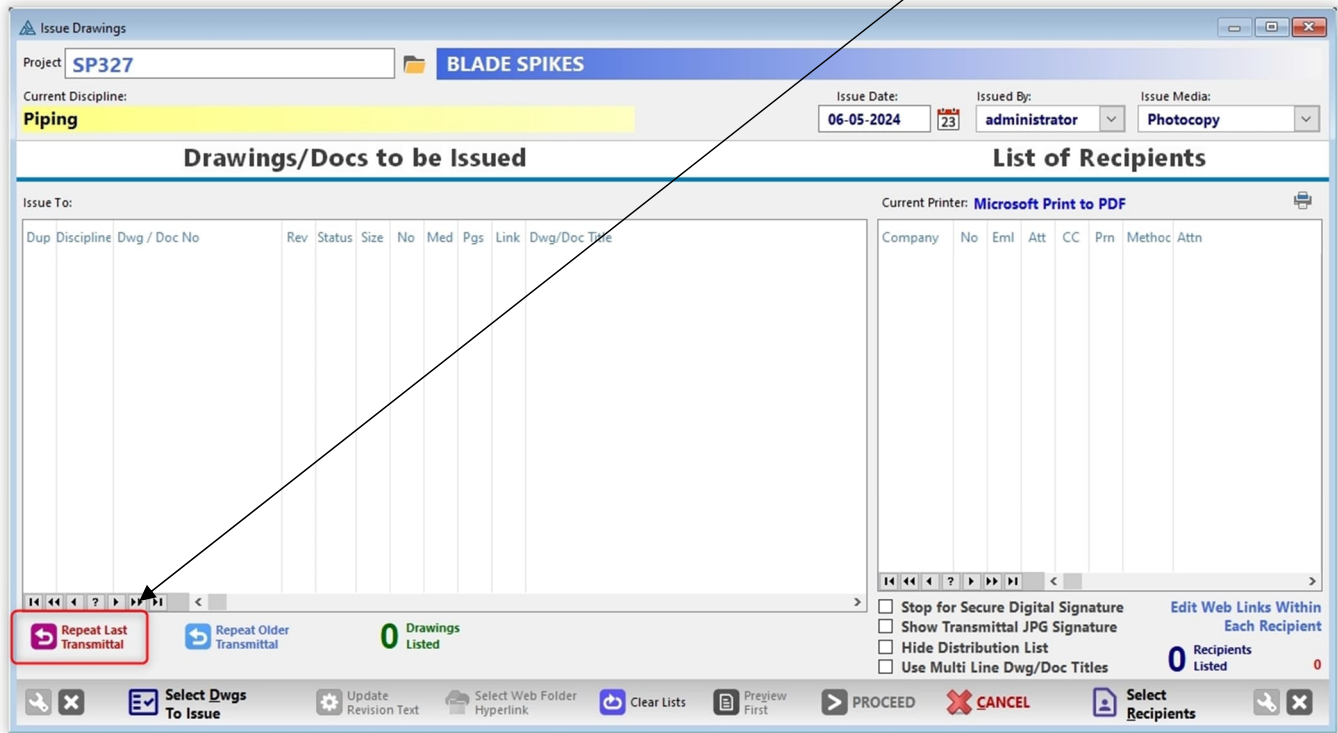 Issue Drawings
Project SP327 BLADE SPIKES
Current Discipline: Issue Date: Issued By: Issue Media:
Piping 06-05-2024 23 administrator Photocopy
Drawings/Docs to be Issued List of Recipients
Issue To: Current Printer: Microsoft Print to PDF
Dup Discipline Dwg / Doc No Rev Status Size No Med Pgs Link Dwg/Doc Title Company No Eml Att CC Prn Methoc Attn
Repeat Last
Transmittal
Repeat Older
Transmittal
0 Drawings
Listed
Stop for Secure Digital Signature
Show Transmittal JPG Signature
Hide Distribution List
Use Multi Line Dwg/Doc Titles
Edit Web Links Within
Each Recipient
0 Recipients
Listed 0
Select Dwgs
To Issue
Update
Revision Text
Select Web Folder
Hyperlink
Clear Lists
Preview
First
PROCEED
CANCEL
Select
Recipients